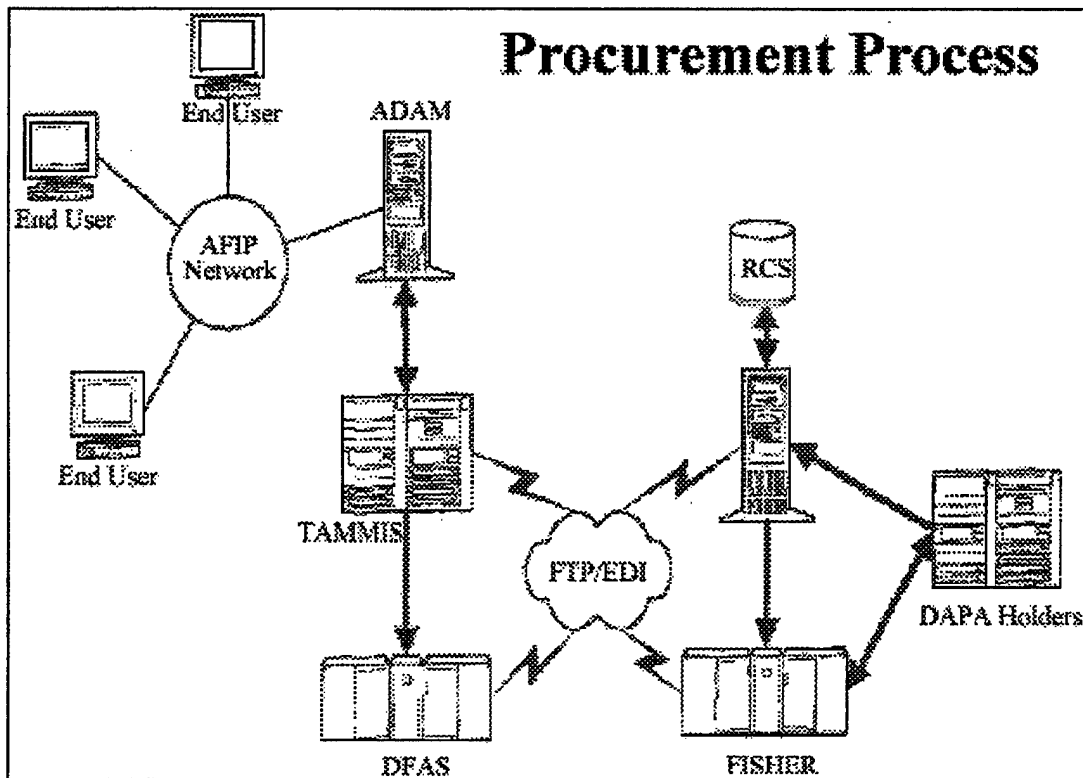 Procurement Process
End User
ADAM
End User
AFIP
Network
RCS
End User
TAMMIS
FTP/EDI
DAPA Holders
DFAS
FISHER